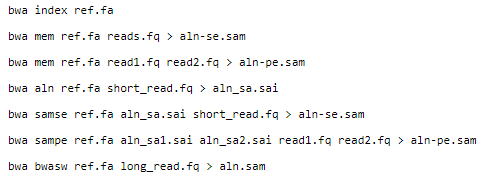 bwa index ref.fa
bwa mem ref.fa reads.fq > aln-se.sam
bwa mem ref.fa read1.fq read2.fq > aln-pe.sam
bwa aln ref.fa short_read.fq > aln_sa.sai
bwa samse ref.fa aln_sa.sai short_read.fq > aln-se.sam
bwa sampe ref.fa aln_sa1.sai aln_sa2.sai read1.fq read2.fq > aln-pe.sam
bwa bwasw ref.fa long_read.fq > aln.sam